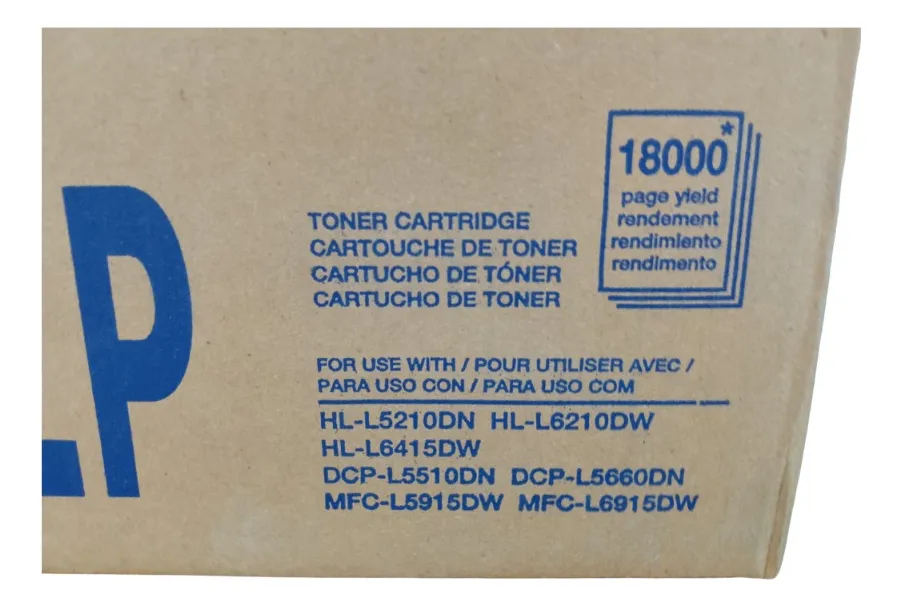 LP
18000*
page yield
rendement
rendimiento
rendimento
TONER CARTRIDGE
CARTOUCHE DE TONER
CARTUCHO DE TÓNER
CARTUCHO DE TONER
FOR USE WITH / POUR UTILISER AVEC /
PARA USO CON / PARA USO COM
HL-L5210DN HL-L6210DW
HL-L6415DW
DCP-L5510DN DCP-L5660DN
MFC-L5915DW MFC-L6915DW